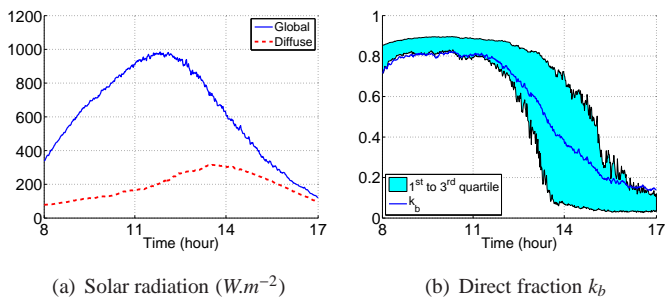 1200
1000
800
600
400
200
0
8
11
14
17
Time (hour)
Global
Diffuse
(a) Solar radiation (W.m⁻²)
1
0.8
0.6
0.4
0.2
0
8
11
14
17
Time (hour)
1st to 3rd quartile
k_b
(b) Direct fraction k_b